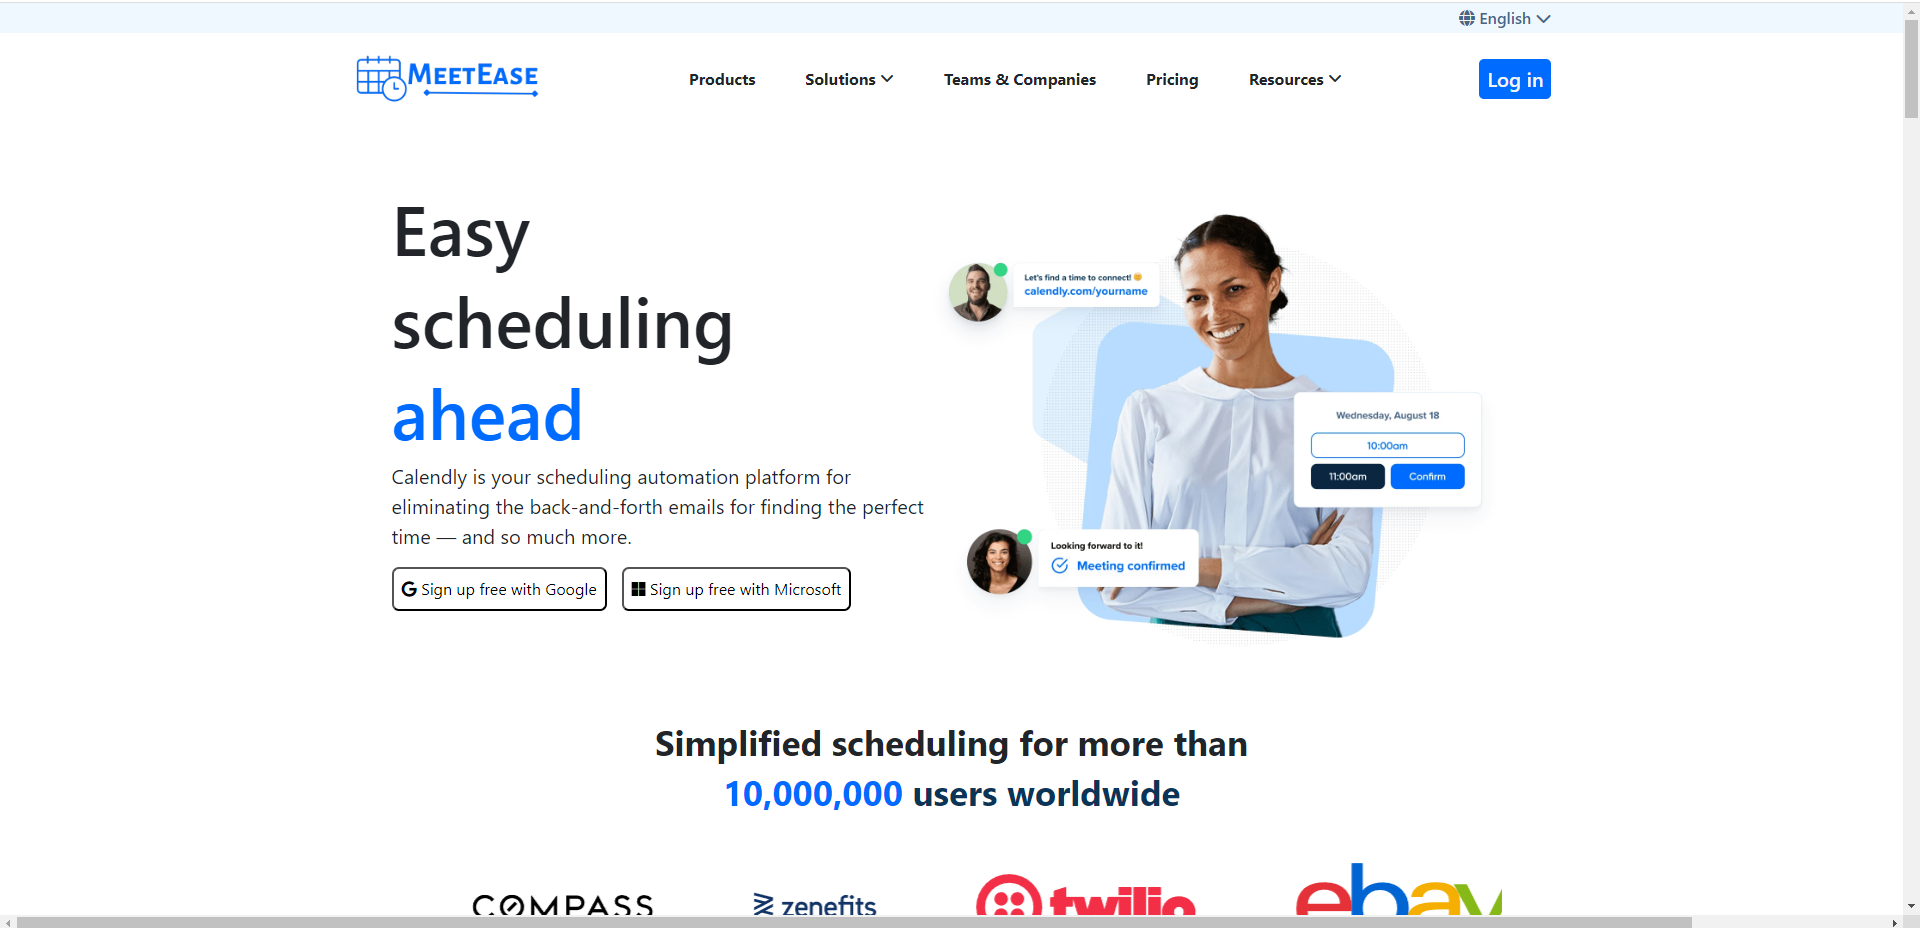 English
MEETEASE
Products
Solutions
Teams & Companies
Pricing
Resources
Log in
Easy
scheduling
ahead
Calendly is your scheduling automation platform for
eliminating the back-and-forth emails for finding the perfect
time — and so much more.
Sign up free with Google
Sign up free with Microsoft
Let's find a time to connect!
calendly.com/yourname
Wednesday, August 18
10:00am
11:00am
Confirm
Looking forward to it!
Meeting confirmed
Simplified scheduling for more than
10,000,000 users worldwide
COMPASS
zenefits
twilio
ebay